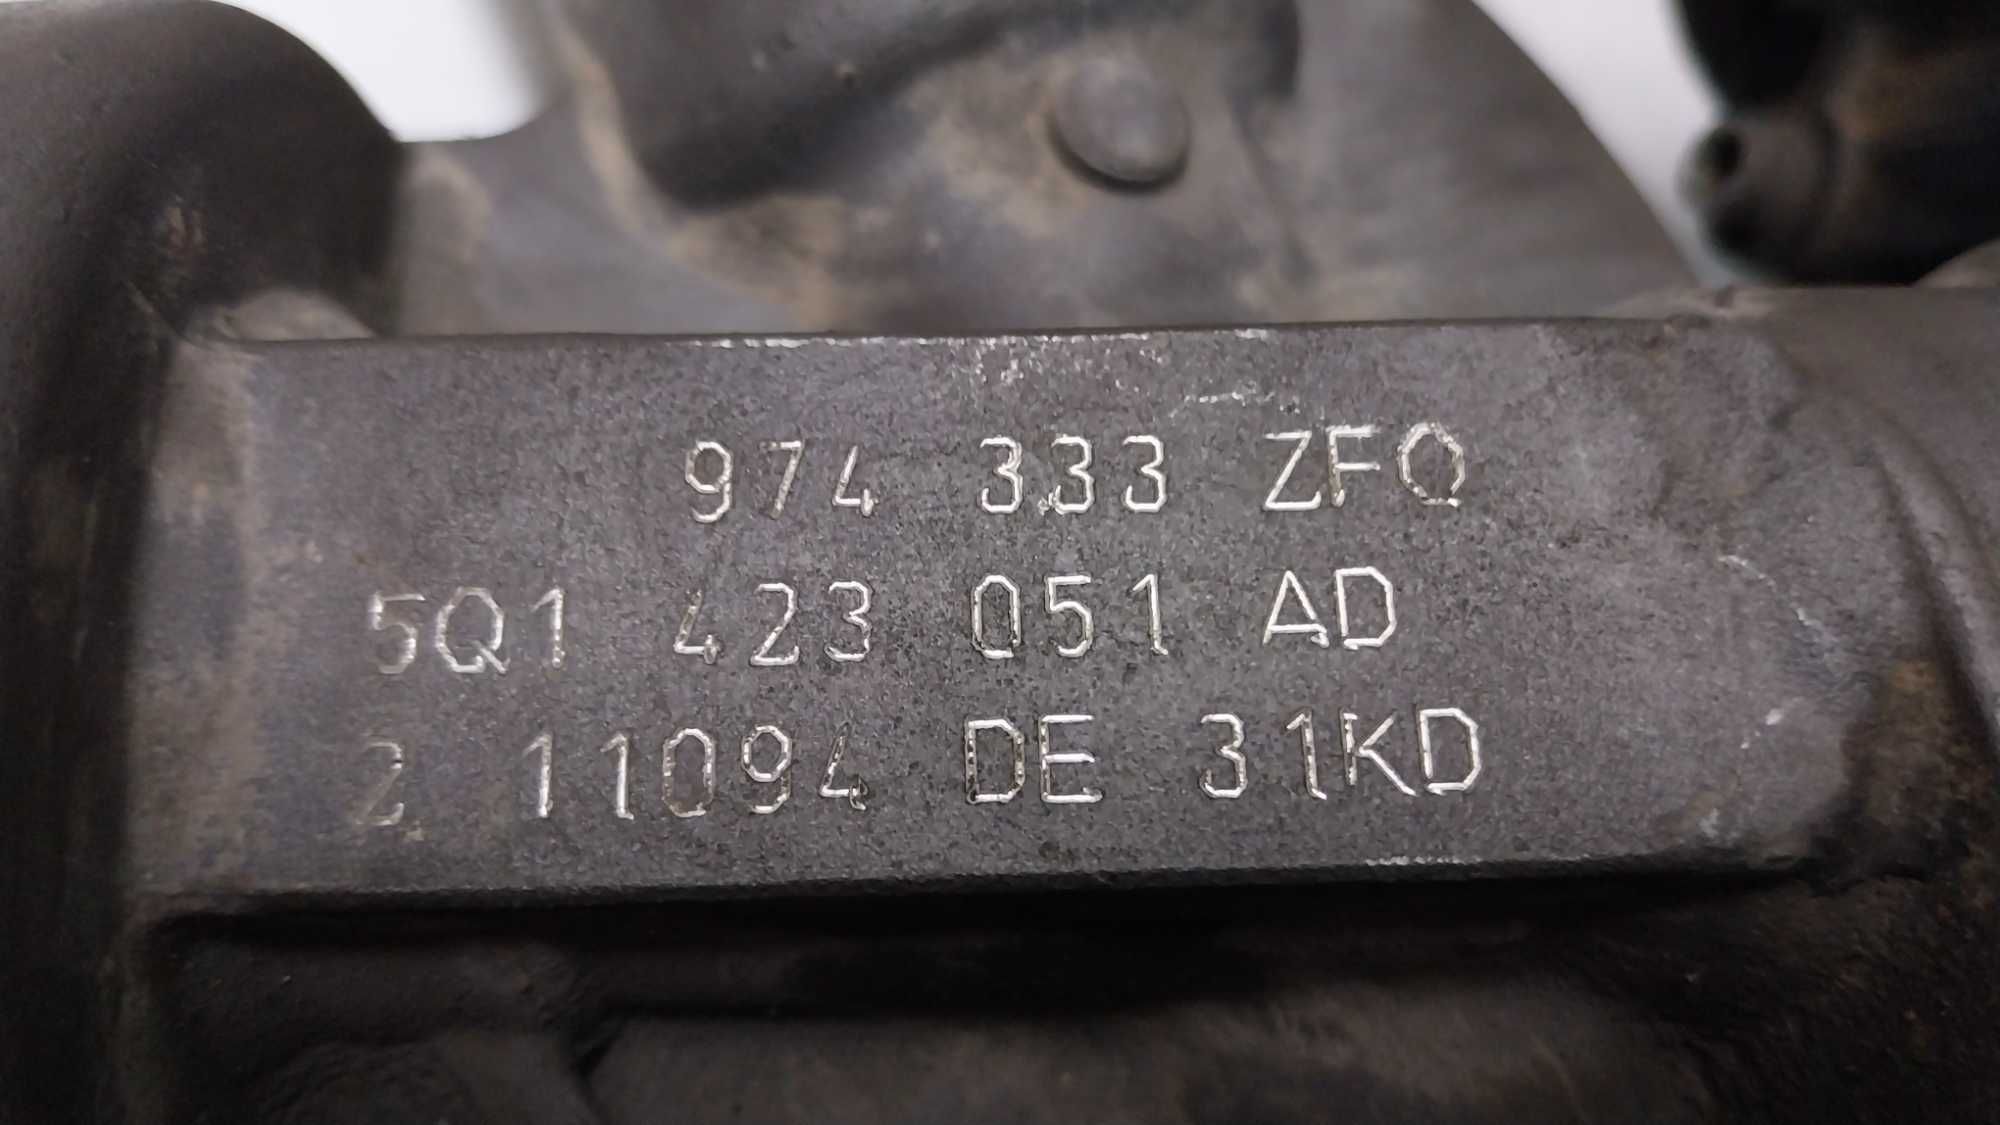 974 333 ZFQ
5Q1 423 051 AD
2 11094 DE 31KD